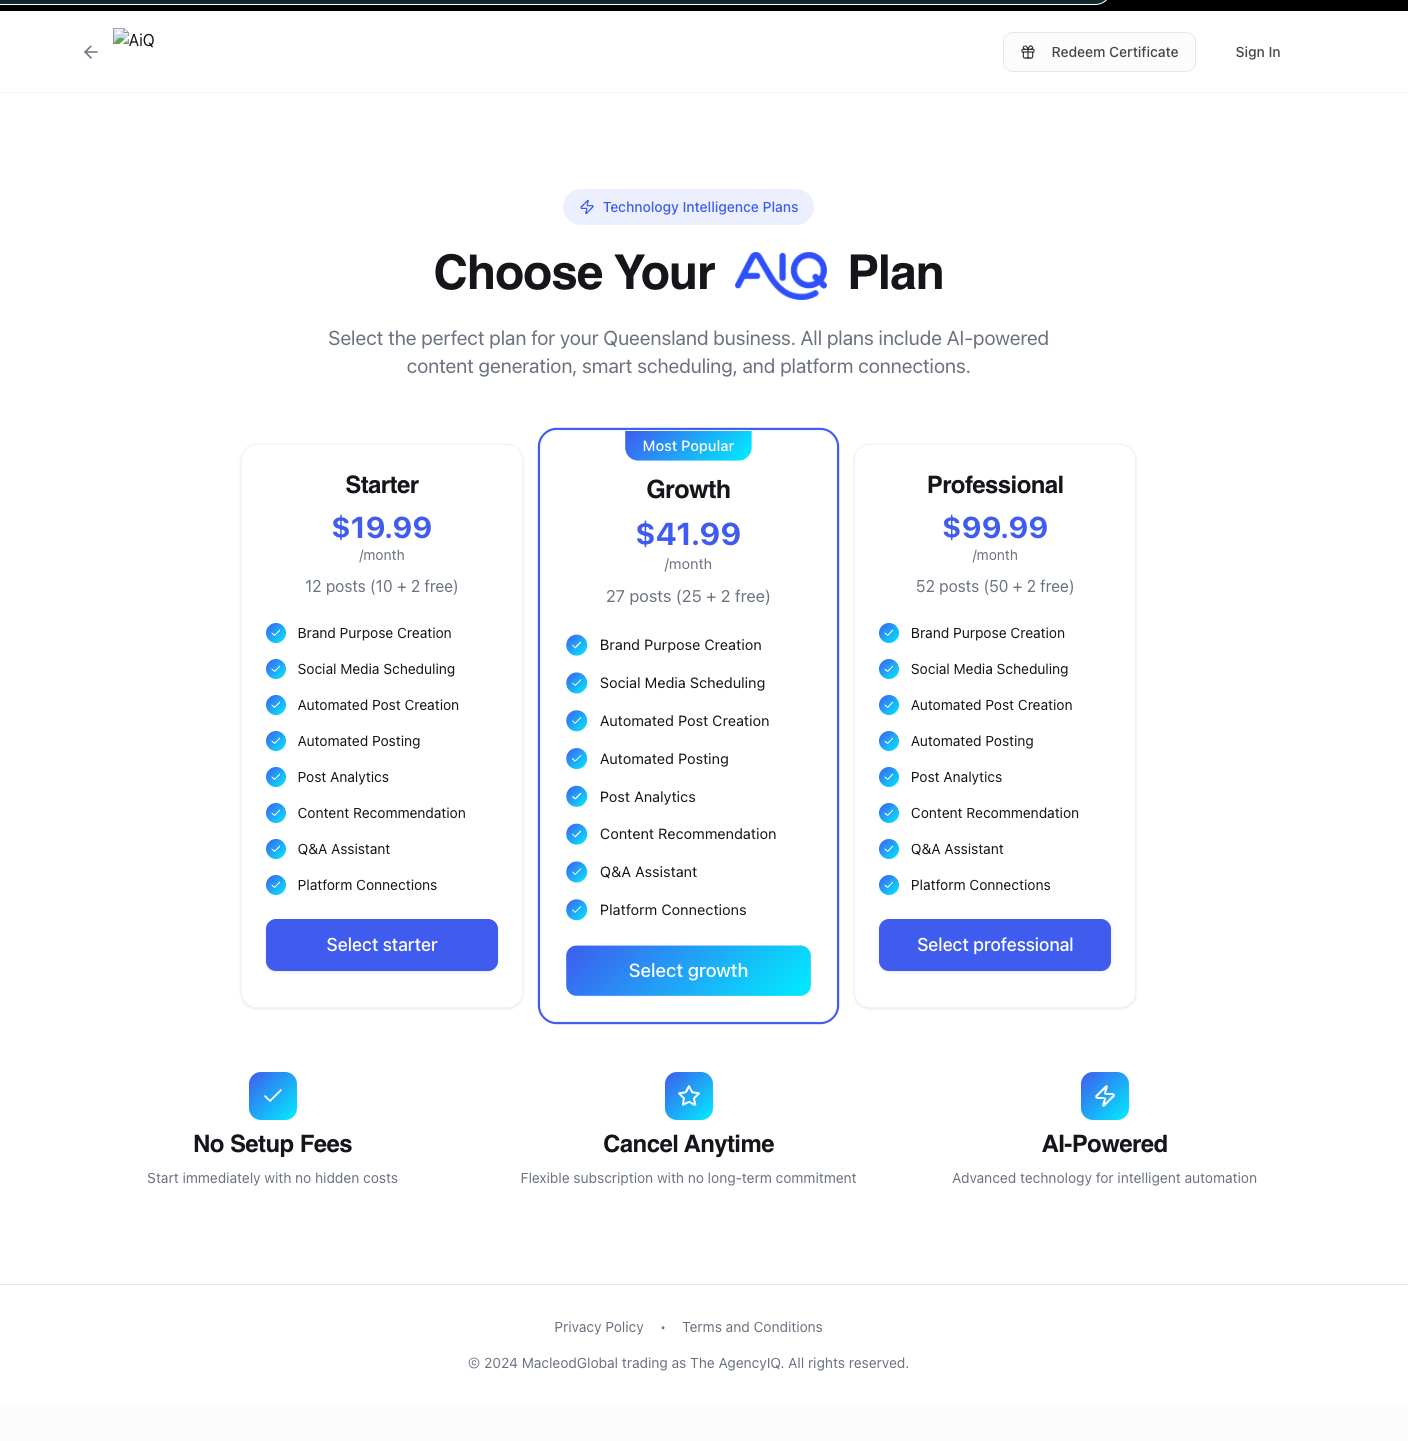 AiQ
Redeem Certificate
Sign In
Technology Intelligence Plans
Choose Your AIQ Plan
Select the perfect plan for your Queensland business. All plans include AI-powered
content generation, smart scheduling, and platform connections.
Starter
$19.99
/month
12 posts (10 + 2 free)
Brand Purpose Creation
Social Media Scheduling
Automated Post Creation
Automated Posting
Post Analytics
Content Recommendation
Q&A Assistant
Platform Connections
Select starter
Most Popular
Growth
$41.99
/month
27 posts (25 + 2 free)
Brand Purpose Creation
Social Media Scheduling
Automated Post Creation
Automated Posting
Post Analytics
Content Recommendation
Q&A Assistant
Platform Connections
Select growth
Professional
$99.99
/month
52 posts (50 + 2 free)
Brand Purpose Creation
Social Media Scheduling
Automated Post Creation
Automated Posting
Post Analytics
Content Recommendation
Q&A Assistant
Platform Connections
Select professional
No Setup Fees
Start immediately with no hidden costs
Cancel Anytime
Flexible subscription with no long-term commitment
AI-Powered
Advanced technology for intelligent automation
Privacy Policy • Terms and Conditions
© 2024 MacleodGlobal trading as The AgencyIQ. All rights reserved.